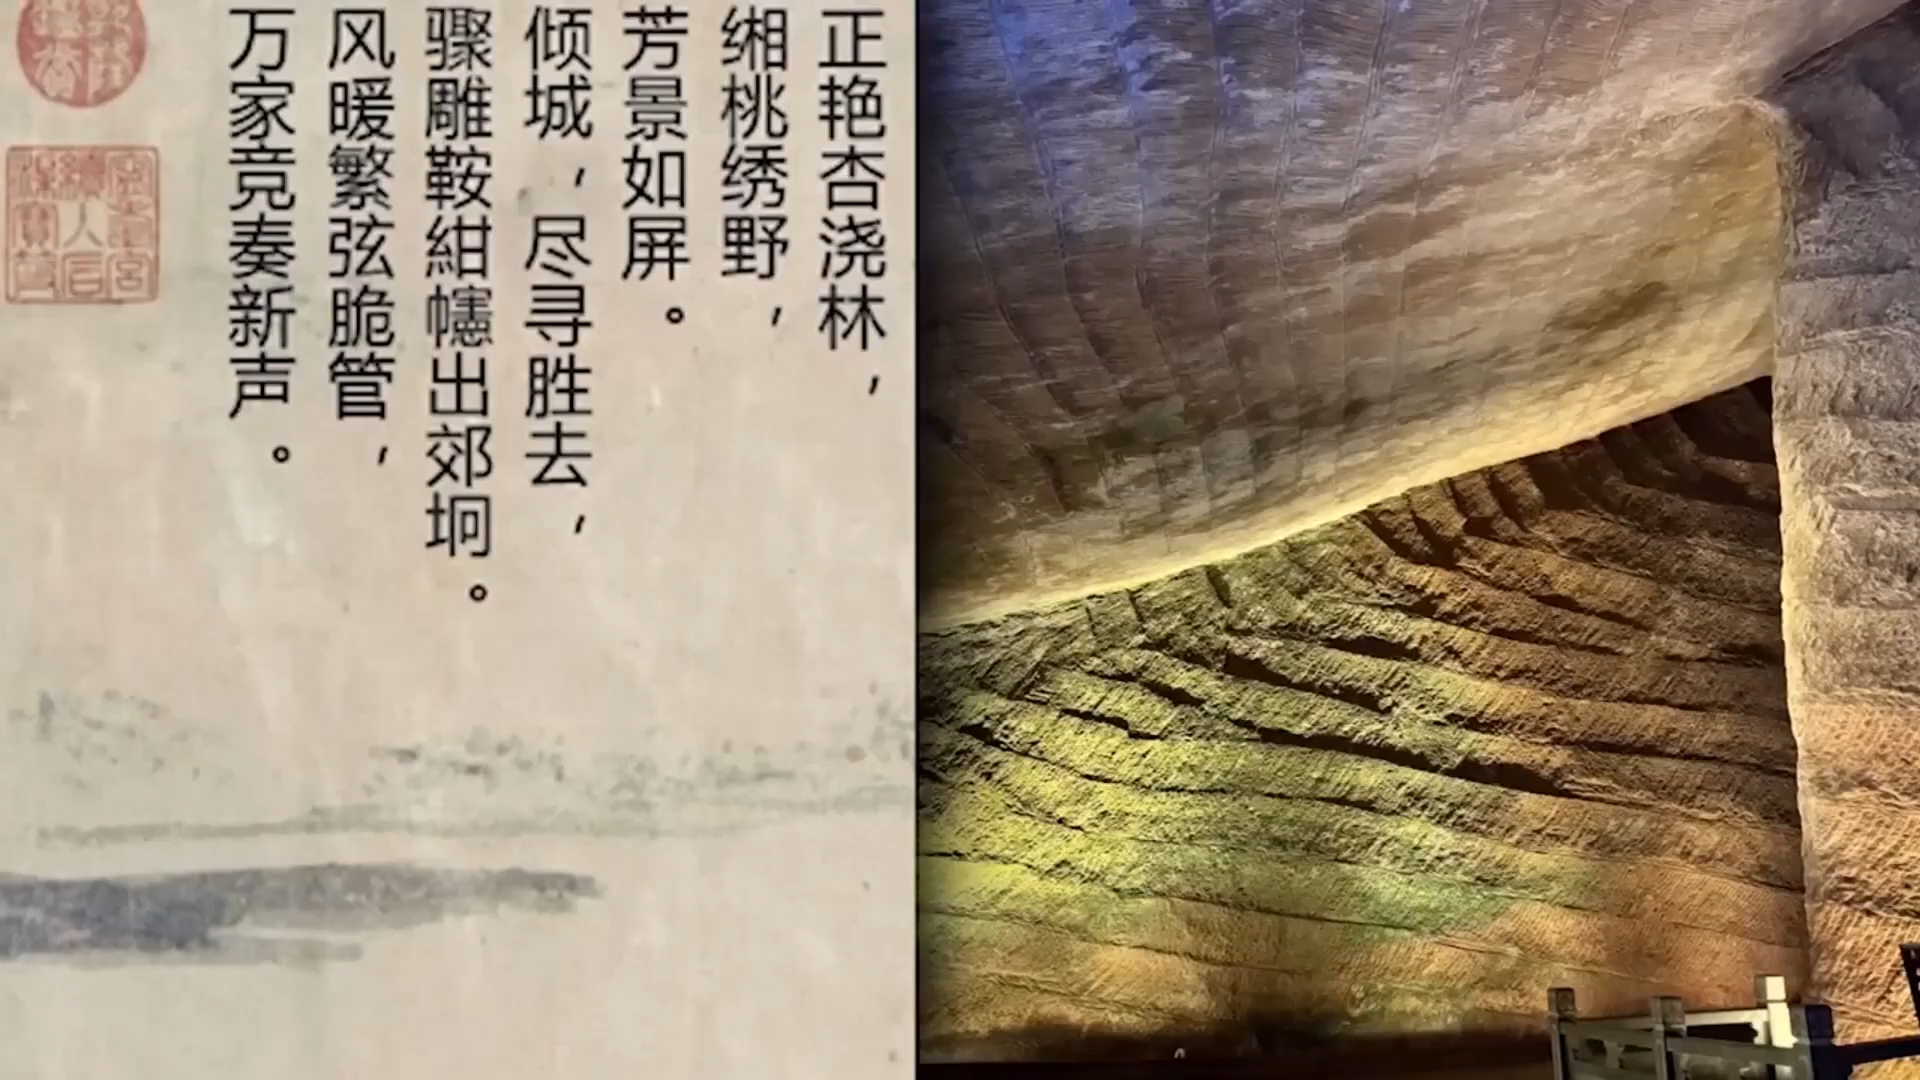 正艳杏浇林，
缃桃绣野，
芳景如屏。
倾城，尽寻胜去，
骤雕鞍紺幰出郊坰。
风暖繁弦脆管，
万家竞奏新声。